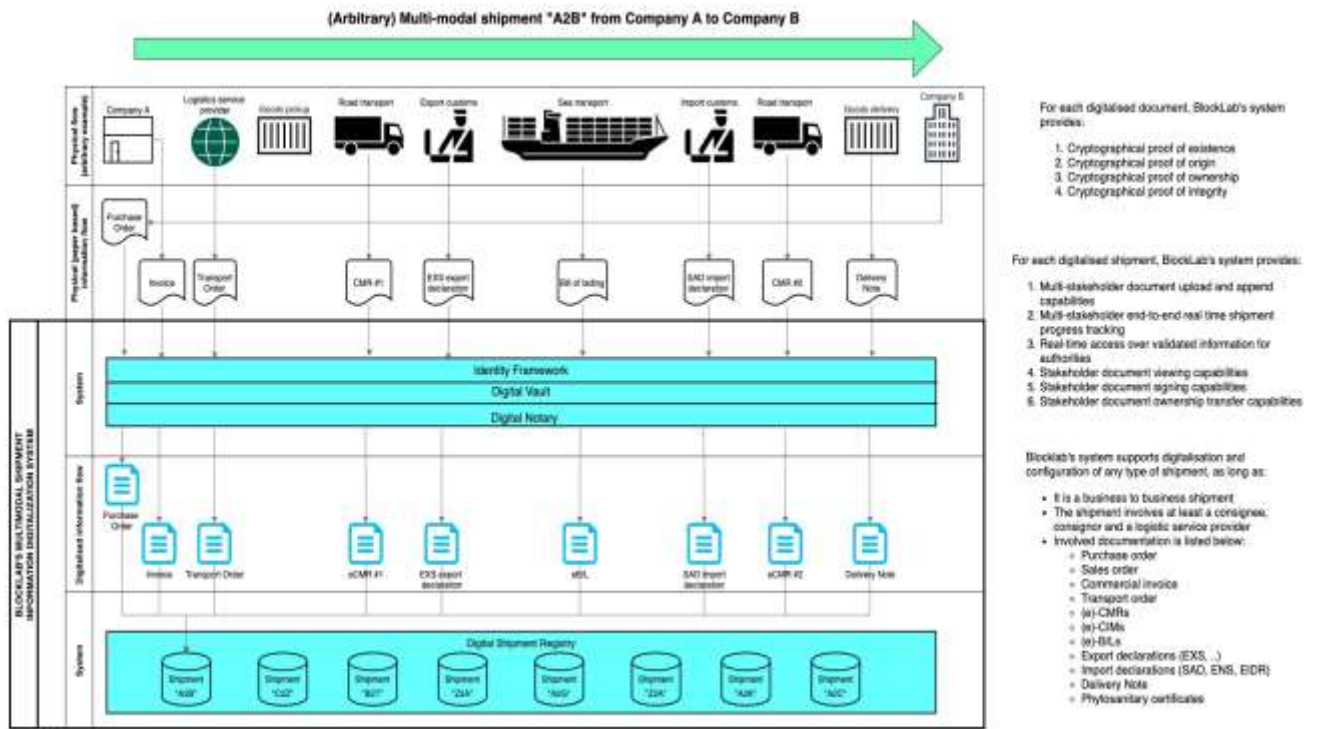 (Arbitrary) Multi-modal shipment "A2B" from Company A to Company B
Physical flow
(arbitrary example)
Company A
Logistics service
provider
Goods pickup
Road transport
Export customs
Sea transport
Import customs
Road transport
Goods delivery
Company B
Physical (paper based)
information flow
Purchase
Order
Invoice
Transport
Order
CMR #1
EXS export
declaration
Bill of lading
SAD import
declaration
CMR #2
Delivery
Note
BLOCKLAB'S MULTIMODAL SHIPMENT
INFORMATION DIGITALIZATION SYSTEM
System
Identity Framework
Digital Vault
Digital Notary
Digitalised information flow
Purchase
Order
Invoice
Transport Order
eCMR #1
EXS export
declaration
eB/L
SAD import
declaration
eCMR #2
Delivery Note
System
Digital Shipment Registry
Shipment
"A2B"
Shipment
Shipment
Shipment
Shipment
Shipment
Shipment
Shipment
For each digitalised document, BlockLab's system
provides:
1. Cryptographical proof of existence
2. Cryptographical proof of origin
3. Cryptographical proof of ownership
4. Cryptographical proof of integrity
For each digitalised shipment, BlockLab's system provides:
1. Multi-stakeholder document upload and append
capabilities
2. Multi-stakeholder end-to-end real time shipment
progress tracking
3. Real-time access over validated information for
authorities
4. Stakeholder document viewing capabilities
5. Stakeholder document signing capabilities
6. Stakeholder document ownership transfer capabilities
Blocklab's system supports digitalisation and
configuration of any type of shipment, as long as:
• It is a business to business shipment
• The shipment involves at least a consignee,
consignor and a logistic service provider
• Involved documentation is listed below:
○ Purchase order
○ Sales order
○ Commercial invoice
○ Transport order
○ (e)-CMRs
○ (e)-CIMs
○ (e)-B/Ls
○ Export declarations (EXS, ..)
○ Import declarations (SAD, ENS, EIDR)
○ Delivery Note
○ Phytosanitary certificates